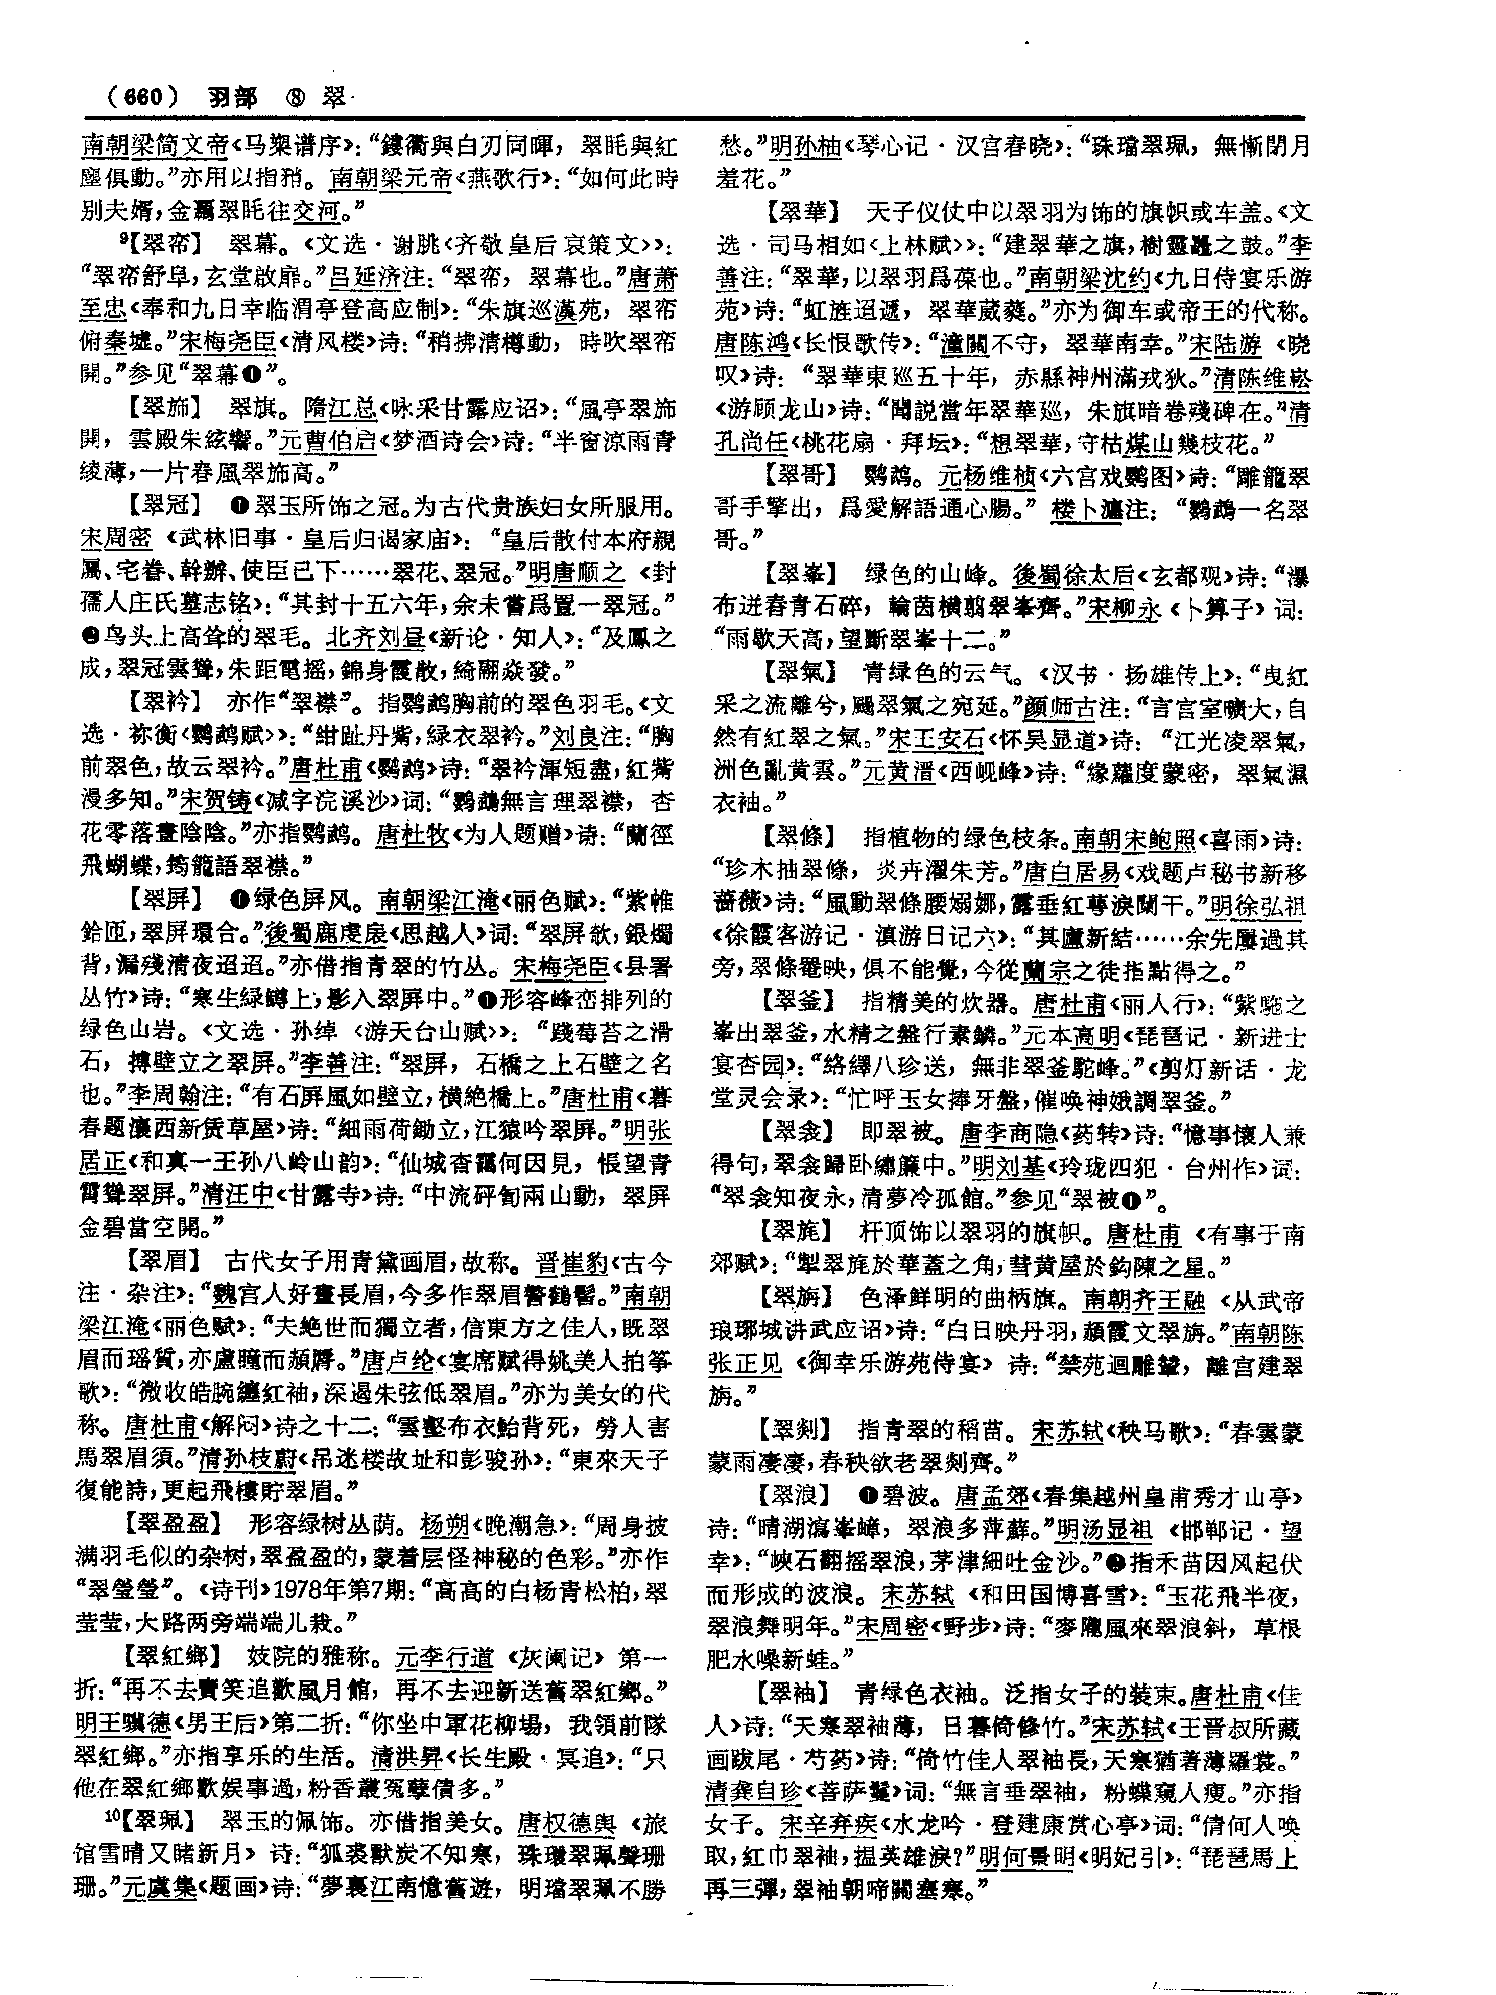 （660） 羽部 ⑧ 翠
南朝梁简文帝《马槊谱序》：“鏤衢與白刃同暉，翠眊與紅
塵俱動。”亦用以指矟。南朝梁元帝《燕歌行》：“如何此時
别夫婿，金羈翠眊往交河。”
9【翠帟】 翠幕。《文选·谢朓〈齐敬皇后哀策文〉》：
“翠帟舒阜，玄堂啟扉。”吕延济注：“翠帟，翠幕也。”唐萧
至忠《奉和九日幸临渭亭登高应制》：“朱旗巡漢苑，翠帟
俯秦墟。”宋梅尧臣《清风楼》诗：“稍拂清樽動，時吹翠帟
開。”参见“翠幕❶”。
【翠斾】 翠旗。隋江总《咏采甘露应诏》：“風亭翠斾
開，雲殿朱絃響。”元曹伯启《梦酒诗会》诗：“半窗涼雨青
绫薄，一片春風翠斾高。”
【翠冠】 ❶翠玉所饰之冠。为古代贵族妇女所服用。
宋周密《武林旧事·皇后归谒家庙》：“皇后散付本府親
屬、宅眷、幹辦、使臣已下……翠花、翠冠。”明唐顺之《封
孺人庄氏墓志铭》：“其封十五六年，余未嘗爲置一翠冠。”
❷鸟头上高耸的翠毛。北齐刘昼《新论·知人》：“及鳳之
成，翠冠雲聳，朱距電摇，錦身霞散，綺翮焱發。”
【翠衿】 亦作“翠襟”。指鹦鹉胸前的翠色羽毛。《文
选·祢衡〈鹦鹉赋〉》：“紺趾丹觜，緑衣翠衿。”刘良注：“胸
前翠色，故云翠衿。”唐杜甫《鹦鹉》诗：“翠衿渾短盡，紅觜
漫多知。”宋贺铸《减字浣溪沙》词：“鸚鵡無言理翠襟，杏
花零落晝陰陰。”亦指鹦鹉。唐杜牧《为人题赠》诗：“蘭徑
飛蝴蝶，筠籠語翠襟。”
【翠屏】 ❶绿色屏风。南朝梁江淹《丽色赋》：“紫帷
鉿匝，翠屏環合。”後蜀鹿虔扆《思越人》词：“翠屏欹，銀燭
背，漏殘清夜迢迢。”亦借指青翠的竹丛。宋梅尧臣《县署
丛竹》诗：“寒生緑罇上，影入翠屏中。”❷形容峰峦排列的
绿色山岩。《文选·孙绰〈游天台山赋〉》：“踐莓苔之滑
石，搏壁立之翠屏。”李善注：“翠屏，石橋之上石壁之名
也。”李周翰注：“有石屏風如壁立，横絶橋上。”唐杜甫《暮
春题瀼西新赁草屋》诗：“細雨荷鋤立，江猿吟翠屏。”明张
居正《和真一王孙八岭山韵》：“仙城杳靄何因見，悵望青
霄聳翠屏。”清汪中《甘露寺》诗：“中流砰訇兩山動，翠屏
金碧當空開。”
【翠眉】 古代女子用青黛画眉，故称。晋崔豹《古今
注·杂注》：“魏宫人好畫長眉，今多作翠眉警鶴髻。”南朝
梁江淹《丽色赋》：“夫絶世而獨立者，信東方之佳人，既翠
眉而瑶質，亦盧瞳而頳脣。”唐卢纶《宴席赋得姚美人拍筝
歌》：“微收皓腕纏紅袖，深遏朱弦低翠眉。”亦为美女的代
称。唐杜甫《解闷》诗之十二：“雲壑布衣鮐背死，勞人害
馬翠眉須。”清孙枝蔚《吊迷楼故址和彭骏孙》：“東來天子
復能詩，更起飛樓貯翠眉。”
【翠盈盈】 形容绿树丛荫。杨朔《晚潮急》：“周身披
满羽毛似的杂树，翠盈盈的，蒙着层怪神秘的色彩。”亦作
“翠瑩瑩”。《诗刊》1978年第7期：“高高的白杨青松柏，翠
莹莹，大路两旁端端儿栽。”
【翠紅鄉】 妓院的雅称。元李行道《灰阑记》第一
折：“再不去賣笑追歡風月館，再不去迎新送舊翠紅鄉。”
明王骥德《男王后》第二折：“你坐中軍花柳場，我領前隊
翠紅鄉。”亦指享乐的生活。清洪昇《长生殿·冥追》：“只
他在翠紅鄉歡娱事過，粉香叢冤孽債多。”
10【翠珮】 翠玉的佩饰。亦借指美女。唐权德舆《旅
馆雪晴又睹新月》诗：“狐裘獸炭不知寒，珠璫翠珮聲珊
珊。”元虞集《题画》诗：“夢裏江南憶舊遊，明璫翠珮不勝
愁。”明孙柚《琴心记·汉宫春晓》：“珠璫翠珮，無慚閉月
羞花。”
【翠華】 天子仪仗中以翠羽为饰的旗帜或车盖。《文
选·司马相如〈上林赋〉》：“建翠華之旗，樹靈鼉之鼓。”李
善注：“翠華，以翠羽爲葆也。”南朝梁沈约《九日侍宴乐游
苑》诗：“虹旌迢遞，翠華葳蕤。”亦为御车或帝王的代称。
唐陈鸿《长恨歌传》：“潼關不守，翠華南幸。”宋陆游《晓
叹》诗：“翠華東巡五十年，赤縣神州滿戎狄。”清陈维崧
《游顾龙山》诗：“聞説當年翠華巡，朱旗暗卷殘碑在。”清
孔尚任《桃花扇·拜坛》：“想翠華，守枯煤山幾枝花。”
【翠哥】 鹦鹉。元杨维桢《六宫戏鹦图》诗：“雕籠翠
哥手擎出，爲愛解語通心腸。”楼卜瀍注：“鸚鵡一名翠
哥。”
【翠峯】 绿色的山峰。後蜀徐太后《玄都观》诗：“瀑
布迸春青石碎，輪茵横翦翠峯齊。”宋柳永《卜算子》词：
“雨歇天高，望斷翠峯十二。”
【翠氣】 青绿色的云气。《汉书·扬雄传上》：“曳紅
采之流離兮，颺翠氣之宛延。”颜师古注：“言宫室曠大，自
然有紅翠之氣。”宋王安石《怀吴显道》诗：“江光凌翠氣，
洲色亂黄雲。”元黄溍《西岘峰》诗：“緣蘿度蒙密，翠氣濕
衣袖。”
【翠條】 指植物的绿色枝条。南朝宋鲍照《喜雨》诗：
“珍木抽翠條，炎卉濯朱芳。”唐白居易《戏题卢秘书新移
蔷薇》诗：“風動翠條腰嫋娜，露垂紅萼淚闌干。”明徐弘祖
《徐霞客游记·滇游日记六》：“其廬新結……余先屢過其
旁，翠條罨映，俱不能覺，今從蘭宗之徒指點得之。”
【翠釜】 指精美的炊器。唐杜甫《丽人行》：“紫駞之
峯出翠釜，水精之盤行素鱗。”元本高明《琵琶记·新进士
宴杏园》：“絡繹八珍送，無非翠釜駝峰。”《剪灯新话·龙
堂灵会录》：“忙呼玉女捧牙盤，催唤神娥調翠釜。”
【翠衾】 即翠被。唐李商隐《药转》诗：“憶事懷人兼
得句，翠衾歸卧繡簾中。”明刘基《玲珑四犯·台州作》词：
“翠衾知夜永，清夢冷孤館。”参见“翠被❶”。
【翠旄】 杆顶饰以翠羽的旗帜。唐杜甫《有事于南
郊赋》：“掣翠旄於華蓋之角，彗黄屋於鈎陳之星。”
【翠旃】 色泽鲜明的曲柄旗。南朝齐王融《从武帝
琅琊城讲武应诏》诗：“白日映丹羽，頳霞文翠旃。”南朝陈
张正见《御幸乐游苑侍宴》诗：“禁苑迴雕輦，離宫建翠
旃。”
【翠剡】 指青翠的稻苗。宋苏轼《秧马歌》：“春雲蒙
蒙雨凄凄，春秧欲老翠剡齊。”
【翠浪】 ❶碧波。唐孟郊《春集越州皇甫秀才山亭》
诗：“晴湖瀉峯嶂，翠浪多萍蘚。”明汤显祖《邯郸记·望
幸》：“峽石翻摇翠浪，茅津細吐金沙。”❷指禾苗因风起伏
而形成的波浪。宋苏轼《和田国博喜雪》：“玉花飛半夜，
翠浪舞明年。”宋周密《野步》诗：“麥隴風來翠浪斜，草根
肥水噪新蛙。”
【翠袖】 青绿色衣袖。泛指女子的装束。唐杜甫《佳
人》诗：“天寒翠袖薄，日暮倚修竹。”宋苏轼《王晋叔所藏
画跋尾·芍药》诗：“倚竹佳人翠袖長，天寒猶著薄羅裳。”
清龚自珍《菩萨鬘》词：“無言垂翠袖，粉蝶窺人瘦。”亦指
女子。宋辛弃疾《水龙吟·登建康赏心亭》词：“倩何人唤
取，紅巾翠袖，揾英雄淚？”明何景明《明妃引》：“琵琶馬上
再三彈，翠袖朝啼關塞寒。”